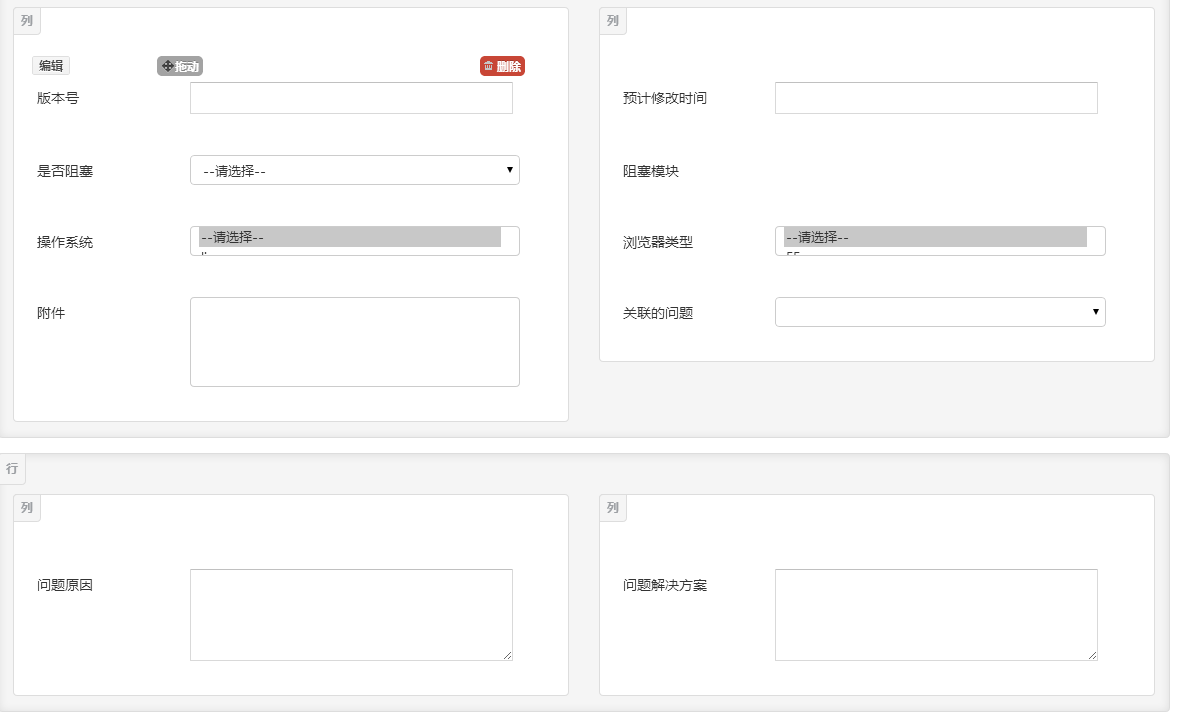 列
编辑
拖动
删除
版本号
是否阻塞
--请选择--
操作系统
--请选择--
附件
列
预计修改时间
阻塞模块
浏览器类型
--请选择--
关联的问题
行
列
问题原因
列
问题解决方案